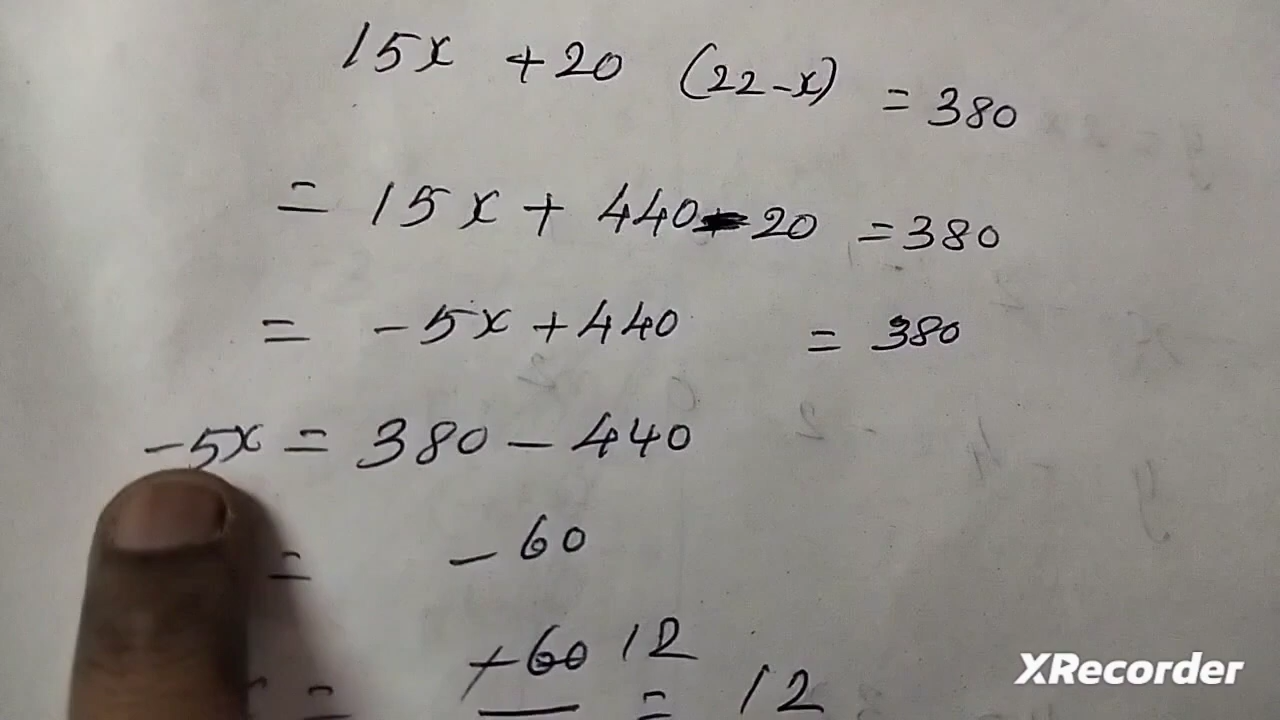 15x + 20 (22-x) = 380
= 15x + 440 - 20 = 380
= -5x + 440 = 380
-5x = 380 - 440
= - 60
+60 12
= = 12
XRecorder